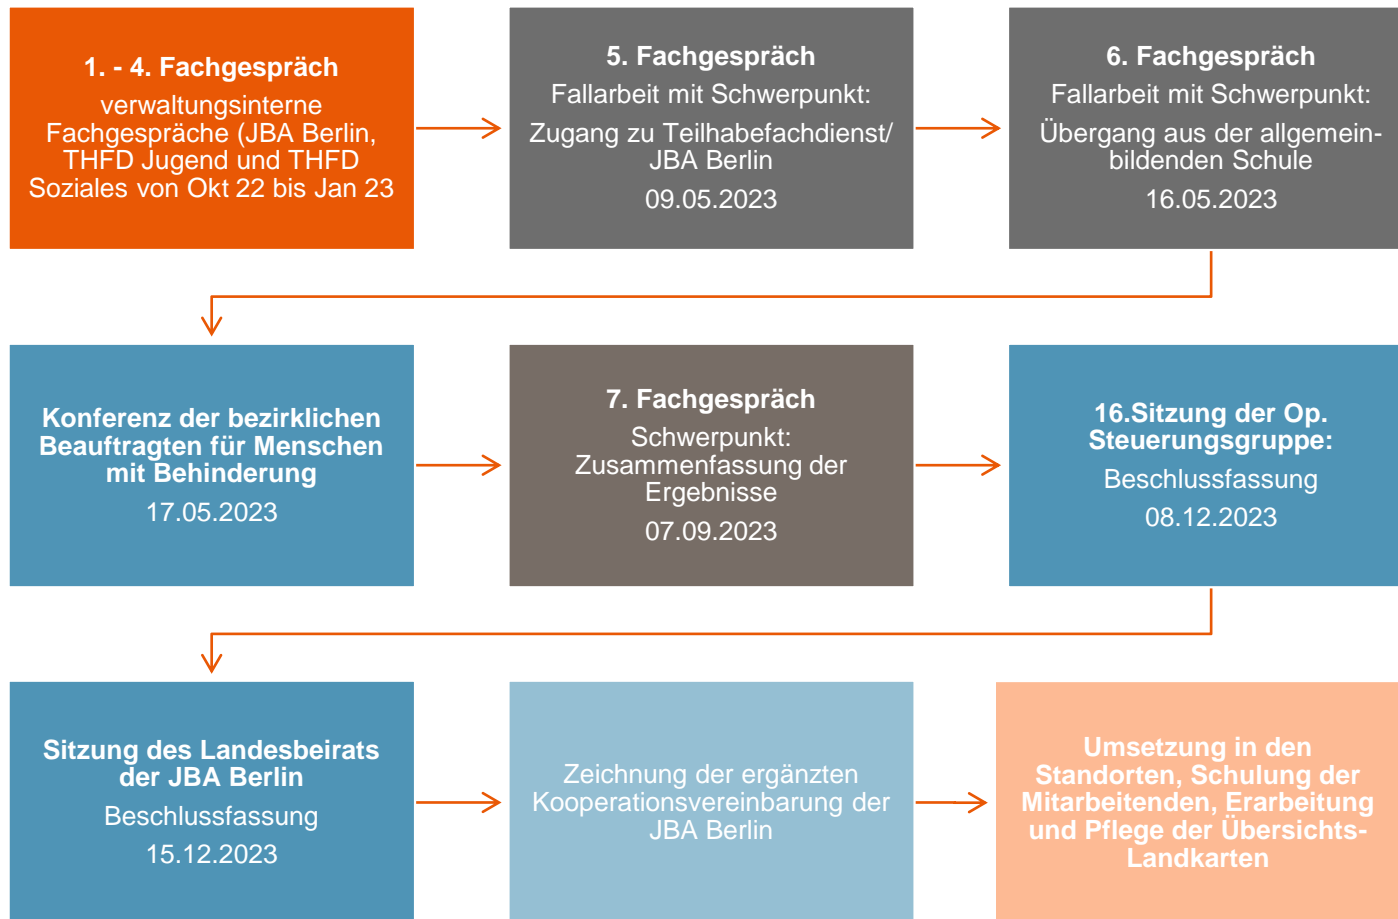 1. - 4. Fachgespräch
verwaltungsinterne
Fachgespräche (JBA Berlin,
THFD Jugend und THFD
Soziales von Okt 22 bis Jan 23
5. Fachgespräch
Fallarbeit mit Schwerpunkt:
Zugang zu Teilhabefachdienst/
JBA Berlin
09.05.2023
6. Fachgespräch
Fallarbeit mit Schwerpunkt:
Übergang aus der allgemein-
bildenden Schule
16.05.2023
Konferenz der bezirklichen
Beauftragten für Menschen
mit Behinderung
17.05.2023
7. Fachgespräch
Schwerpunkt:
Zusammenfassung der
Ergebnisse
07.09.2023
16.Sitzung der Op.
Steuerungsgruppe:
Beschlussfassung
08.12.2023
Sitzung des Landesbeirats
der JBA Berlin
Beschlussfassung
15.12.2023
Zeichnung der ergänzten
Kooperationsvereinbarung der
JBA Berlin
Umsetzung in den
Standorten, Schulung der
Mitarbeitenden, Erarbeitung
und Pflege der Übersichts-
Landkarten